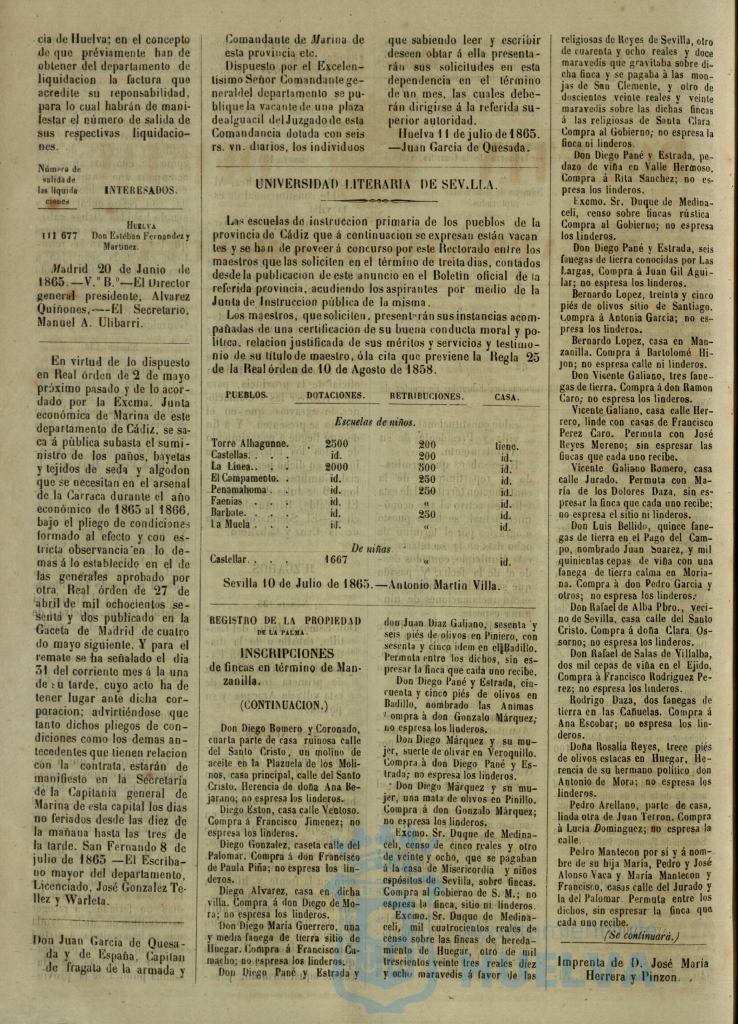 cia de Huelva; en el concepto
de que préviamente han de
obtener del departamento de
liquidacion la factura que
acredite su reponsabilidad,
para lo cual habrán de mani-
festar el número de salida de
sus respectivas liquidacio-
nes.
Número de
salida de
las liquida
ciones
INTERESADOS.
HUELVA
111 677 Don Estéban Fernandez y
Martinez.
Madrid 20 de Junio de
1865.—V.° B.°—El Director
general presidente, Alvarez
Quiñones.—El Secretario,
Manuel A. Ulibarri.
En virtud de lo dispuesto
en Real órden de 2 de mayo
próximo pasado y de lo acor-
dado por la Excma. Junta
económica de Marina de este
departamento de Cádiz, se sa-
ca á pública subasta el sumi-
nistro de los paños, bayetas
y tejidos de seda y algodon
que se necesitan en el arsenal
de la Carraca durante el año
económico de 1865 al 1866,
bajo el pliego de condiciones
formado al efecto y con es-
tricta observancia en lo de-
mas á lo establecido en el de
las generales aprobado por
otra Real órden de 27 de
abril de mil ochocientos se-
senta y dos publicado en la
Gaceta de Madrid de cuatro
do mayo siguiente. Y para el
remate se ha señalado el dia
31 del corriente mes á la una
de su tarde, cuyo acto ha de
tener lugar ante dicha cor-
poracion; advirtiéndose que
tanto dichos pliegos de con-
diciones como los demas an-
tecedentes que tienen relacion
con la contrata, estarán de
manifiesto en la Secretaría
de la Capitanía general de
Marina de esta capital los dias
no feriados desde las diez de
la mañana hasta las tres de
la tarde. San Fernando 8 de
julio de 1865—El Escriba-
no mayor del departamento,
Licenciado, José Gonzalez Te-
llez y Warleta.
Don Juan Garcia de Quesa-
da y de España, Capitan
de fragata de la armada y
Comandante de Marina de
esta provincia etc.
Dispuesto por el Excelen-
tisimo Señor Comandante ge-
neral del departamento se pu-
blique la vacante de una plaza
de alguacil del Juzgado de esta
Comandancia dotada con seis
rs. vn. diarios, los individuos
que sabiendo leer y escribir
deseen obtar á ella presenta-
rán sus solicitudes en esta
dependencia en el término
de un mes, las cuales debe-
rán dirigirse á la referida su-
perior autoridad.
Huelva 11 de julio de 1865.
—Juan Garcia de Quesada.
UNIVERSIDAD LITERARIA DE SEVILLA.
Las escuelas de instruccion primaria de los pueblos de la
provincia de Cádiz que á continuacion se expresan están vacan
tes y se han de proveer á concurso por este Rectorado entre los
maestros que las soliciten en el término de treita dias, contados
desde la publicacion de este anuncio en el Boletin oficial de la
referida provincia, acudiendo los aspirantes por medio de la
Junta de Instruccion pública de la misma.
Los maestros, que soliciten, presentarán sus instancias acom-
pañadas de una certificacion de su buena conducta moral y po-
lítica, relacion justificada de sus méritos y servicios y testimo-
nio de su título de maestro, ó la cita que previene la Regla 25
de la Real órden de 10 de Agosto de 1858.
PUEBLOS. DOTACIONES. RETRIBUCIONES. CASA.
Escuelas de niños.
Torre Alhagunne. . 2500 200 tiene.
Castellas. . . . id. 200 id.
La Linea. . . . 2000 500 id.
El Campamento. . id. 250 id.
Penamahoma . . id. 250 id.
Faenias . . . id. « id.
Barbate. . . . id. 250 id.
La Muela . . . id. « id.
De niñas
Castellar. . . . 1667 « id.
Sevilla 10 de Julio de 1865.—Antonio Martin Villa.
REGISTRO DE LA PROPIEDAD
DE LA PALMA.
INSCRIPCIONES
de fincas en término de Man-
zanilla.
(CONTINUACION.)
Don Diego Romero y Coronado,
cuarta parte de casa ruinosa calle
del Santo Cristo, un molino de
aceite en la Plazuela de los Moli-
nos, casa principal, calle del Santo
Cristo. Herencia de doña Ana Be-
jarano; no espresa los linderos.
Diego Eston, casa calle Ventoso.
Compra á Francisco Jimenez; no
espresa los linderos.
Diego Gonzalez, caseta calle del
Palomar. Compra á don Francisco
de Paula Piña; no espresa los lin-
deros.
Diego Alvarez, casa en dicha
villa. Compra á don Diego de Mo-
ra; no espresa los linderos.
Don Diego María Guerrero, una
y media fanega de tierra sitio de
Huegar. Compra á Francisco Ca-
macho; no espresa los linderos.
Don Diego Pané y Estrada y
don Juan Diaz Galiano, sesenta y
seis piés de olivos en Piniero, con
sesenta y cinco idem en el Badillo.
Permuta entre los dichos, sin es-
presar la finca que cada uno recibe.
Don Diego Pané y Estrada, cin-
cuenta y cinco piés de olivos en
Badillo, nombrado las Animas
Compra á don Gonzalo Márquez;
no espresa los linderos.
Don Diego Márquez y su mu-
jer, suerte de olivar en Veroquillo.
Compra á don Diego Pané y Es-
trada; no espresa los linderos.
Don Diego Márquez y su mu-
jer, una mata de olivos en Pinillo.
Compra á don Gonzalo Márquez;
no espresa los linderos.
Excmo. Sr. Duque de Medina-
celi, censo de cinco reales y otro
de veinte y ocho, que se pagaban
á la casa de Misericordia y niños
espósitos de Sevilla, sobre fincas.
Compra al Gobierno de S. M.; no
espresa la finca, sitio ni linderos.
Excmo. Sr. Duque de Medina-
celi, mil cuatrocientos reales de
censo sobre las fincas de hereda-
miento de Huegar, otro de mil
trescientos veinte tres reales diez
y ocho maravedis á favor de las
religiosas de Reyes de Sevilla, otro
de cuarenta y ocho reales y doce
maravedis que gravitaba sobre di-
cha finca y se pagaba á las mon-
jas de San Clemente, y otro de
doscientos veinte reales y veinte
maravedis sobre las dichas fincas
á las religiosas de Santa Clara
Compra al Gobierno; no espresa la
finca ni linderos.
Don Diego Pané y Estrada, pe-
dazo de viña en Valle Hermoso.
Compra á Rita Sanchez; no es-
presa los linderos.
Excmo. Sr. Duque de Medina-
celi, censo sobre fincas rústica
Compra al Gobierno; no espresa
los linderos.
Don Diego Pané y Estrada, seis
fanegas de tierra conocidas por Las
Largas, Compra á Juan Gil Agui-
lar; no espresa los linderos.
Bernardo Lopez, treinta y cinco
piés de olivos sitio de Santiago.
Compra á Antonia Garcia; no es-
presa los linderos.
Bernardo Lopez, casa en Man-
zanilla. Compra á Bartolomé Hi-
jon; no espresa calle ni linderos.
Don Vicente Galiano, tres fane-
gas de tierra. Compra á don Ramon
Caro; no espresa los linderos.
Vicente Galiano, casa calle Her-
rero, linde con casas de Francisco
Perez Caro. Permuta con José
Reyes Moreno; sin espresar las
fincas que cada uno recibe.
Vicente Galiano Romero, casa
calle Jurado. Permuta con Ma-
ría de los Dolores Daza, sin es-
presar la finca que cada uno recibe;
no espresa el sitio ni linderos.
Don Luis Bellido, quince fane-
gas de tierra en el Pago del Cam-
po, nombrado Juan Suarez, y mil
quinientas cepas de viña con una
fanega de tierra calma en Moria-
na. Compra á don Pedro Garcia y
otros; no espresa los linderos.
Don Rafael de Alba Pbro., veci-
no de Sevilla, casa calle del Santo
Cristo. Compra á doña Clara Os-
borno; no espresa los linderos.
Don Rafael de Salas de Villalba,
dos mil cepas de viña en el Ejido.
Compra á Francisco Rodriguez Pe-
rez; no espresa los linderos.
Rodrigo Daza, dos fanegas de
tierra en las Cañuelas. Compra á
Ana Escobar; no espresa los lin-
deros.
Doña Rosalía Reyes, trece piés
de olivos estacas en Huegar, He-
rencia de su hermano político don
Antonio de Mora; no espresa los
linderos.
Pedro Arellano, parte de casa,
linda otra de Juan Terron. Compra
á Lucia Dominguez; no espresa la
calle.
Pedro Mantecon por si y á nom-
bre de su hija María, Pedro y José
Alonso Vaca y María Mantecon y
Francisco, casas calle del Jurado y
la del Palomar. Permuta entre los
dichos, sin espresar la finca que
cada uno recibe.
(Se continuará.)
Imprenta de D. José María
Herrera y Pinzon.